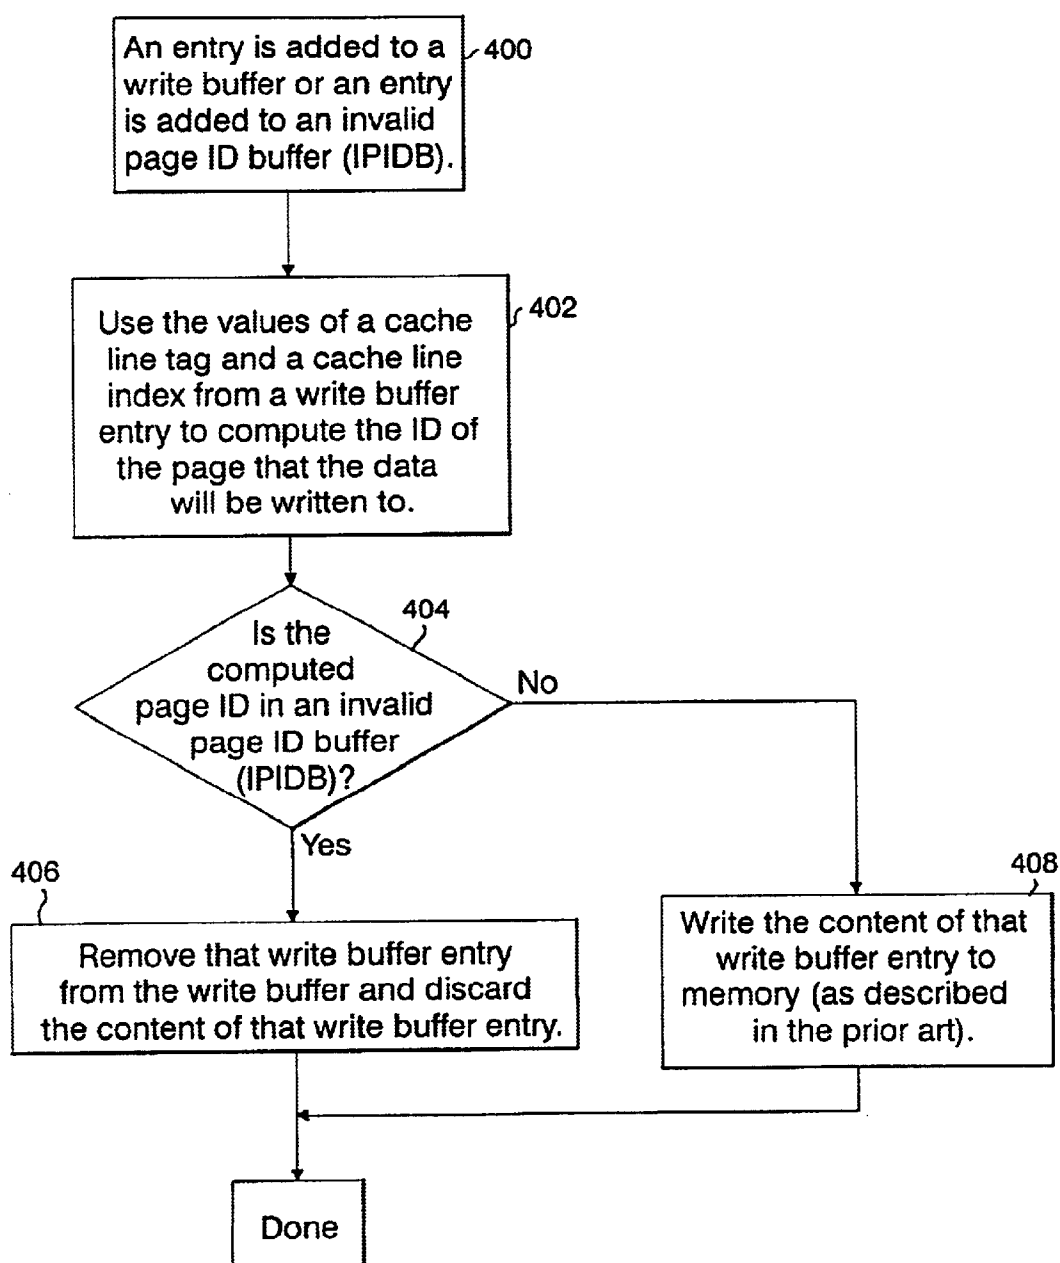 An entry is added to a
write buffer or an entry
is added to an invalid
page ID buffer (IPIDB).
400
Use the values of a cache
line tag and a cache line
index from a write buffer
entry to compute the ID of
the page that the data
will be written to.
402
404
Is the
computed
page ID in an invalid
page ID buffer
(IPIDB)?
No
Yes
406
Remove that write buffer entry
from the write buffer and discard
the content of that write buffer entry.
408
Write the content of that
write buffer entry to
memory (as described
in the prior art).
Done